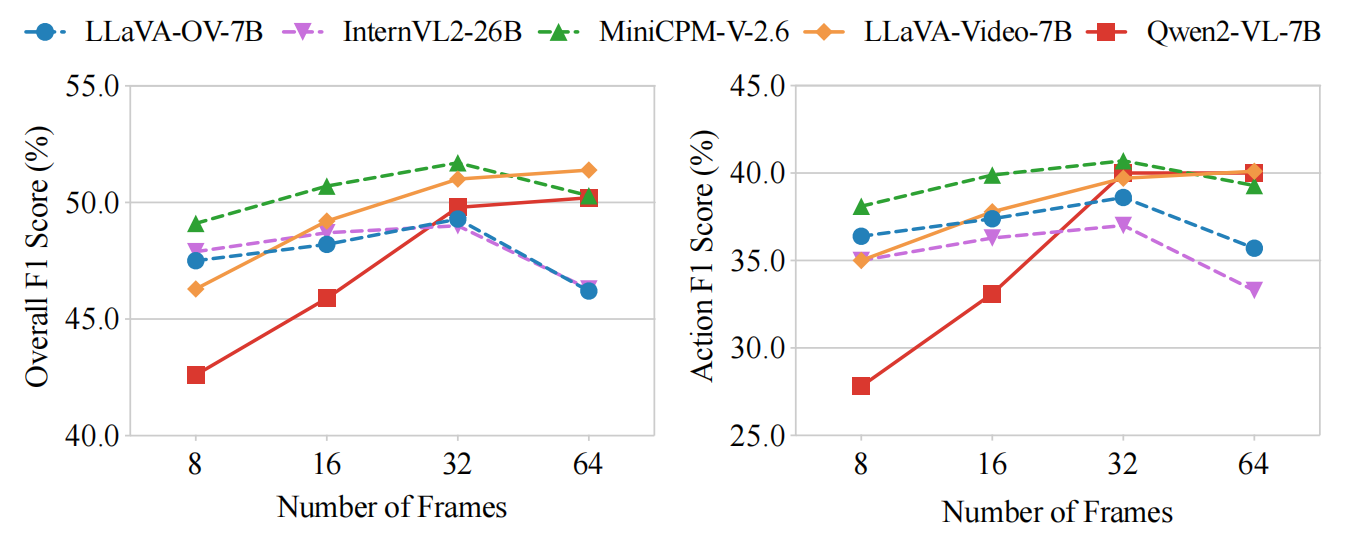 LLaVA-OV-7B InternVL2-26B MiniCPM-V-2.6 LLaVA-Video-7B Qwen2-VL-7B
Overall F1 Score (%)
55.0
50.0
45.0
40.0
8 16 32 64
Number of Frames
Action F1 Score (%)
45.0
40.0
35.0
30.0
25.0
8 16 32 64
Number of Frames